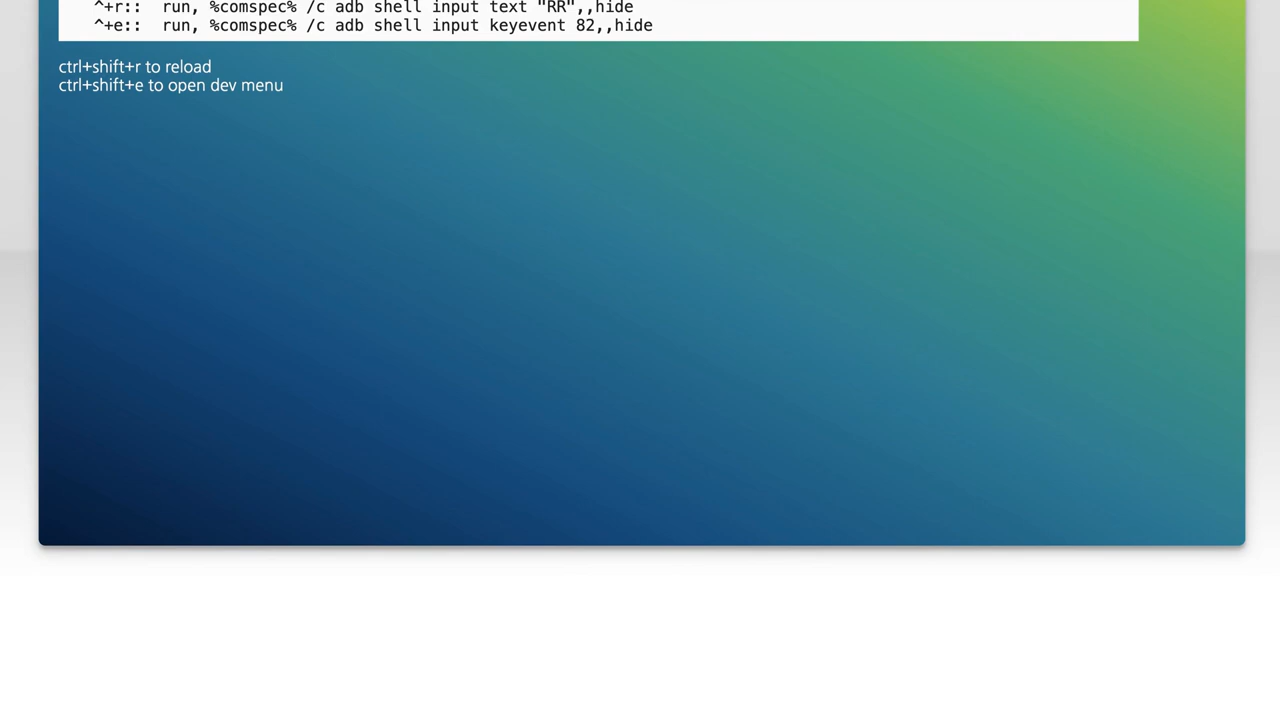 ^+r::  run, %comspec% /c adb shell input text "RR",,hide
^+e::  run, %comspec% /c adb shell input keyevent 82,,hide
ctrl+shift+r to reload
ctrl+shift+e to open dev menu